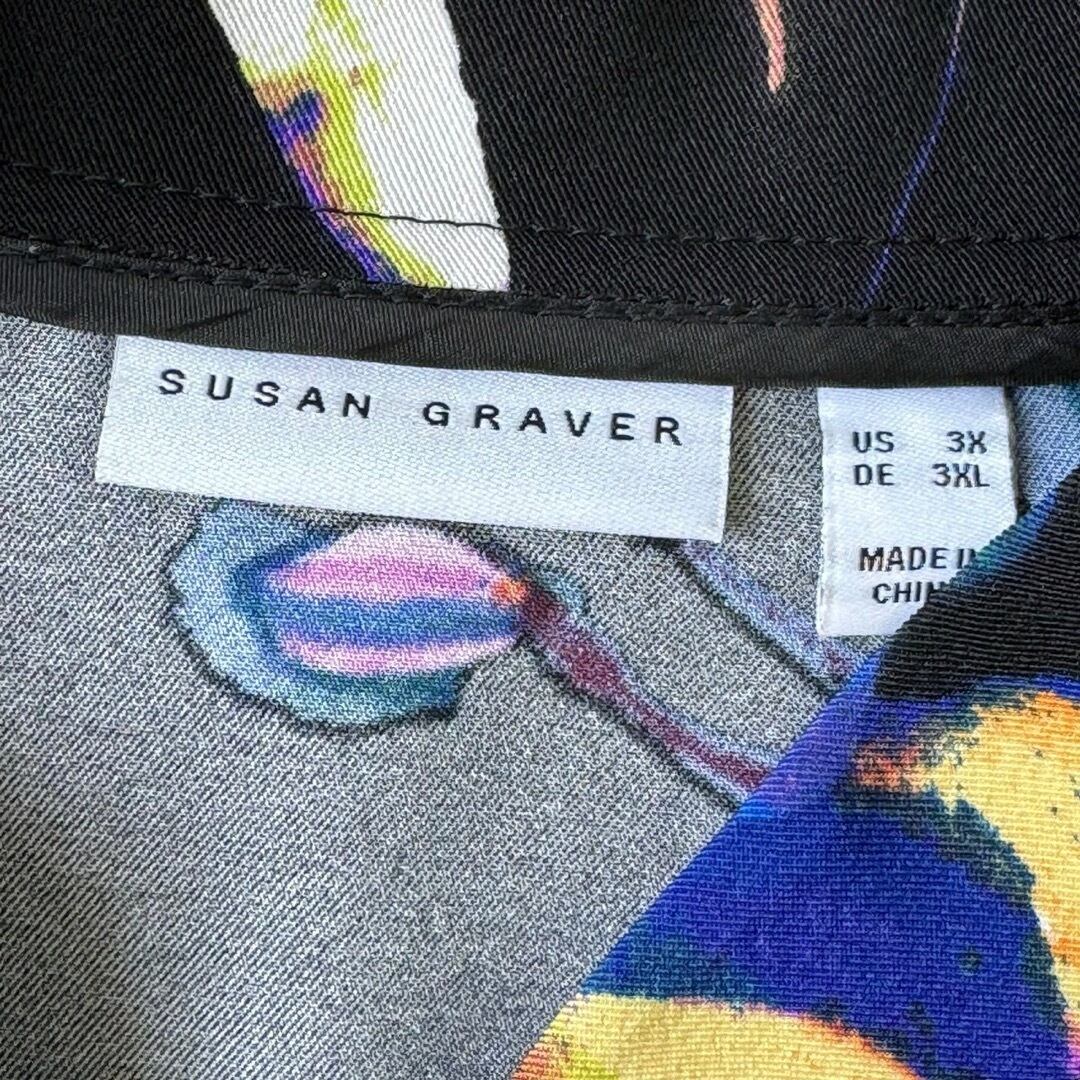 SUSAN GRAVER
US 3X
DE 3XL
MADE IN
CHIN